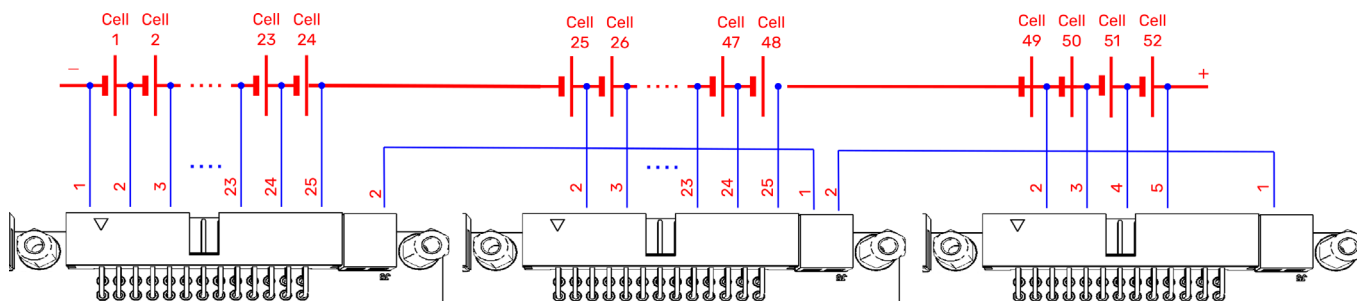 Cell Cell Cell Cell
1 2 23 24
Cell Cell Cell Cell
25 26 47 48
Cell Cell Cell Cell
49 50 51 52
− +
1 2 3 23 24 25 2
2 3 23 24 25 1 2
2 3 4 5 1